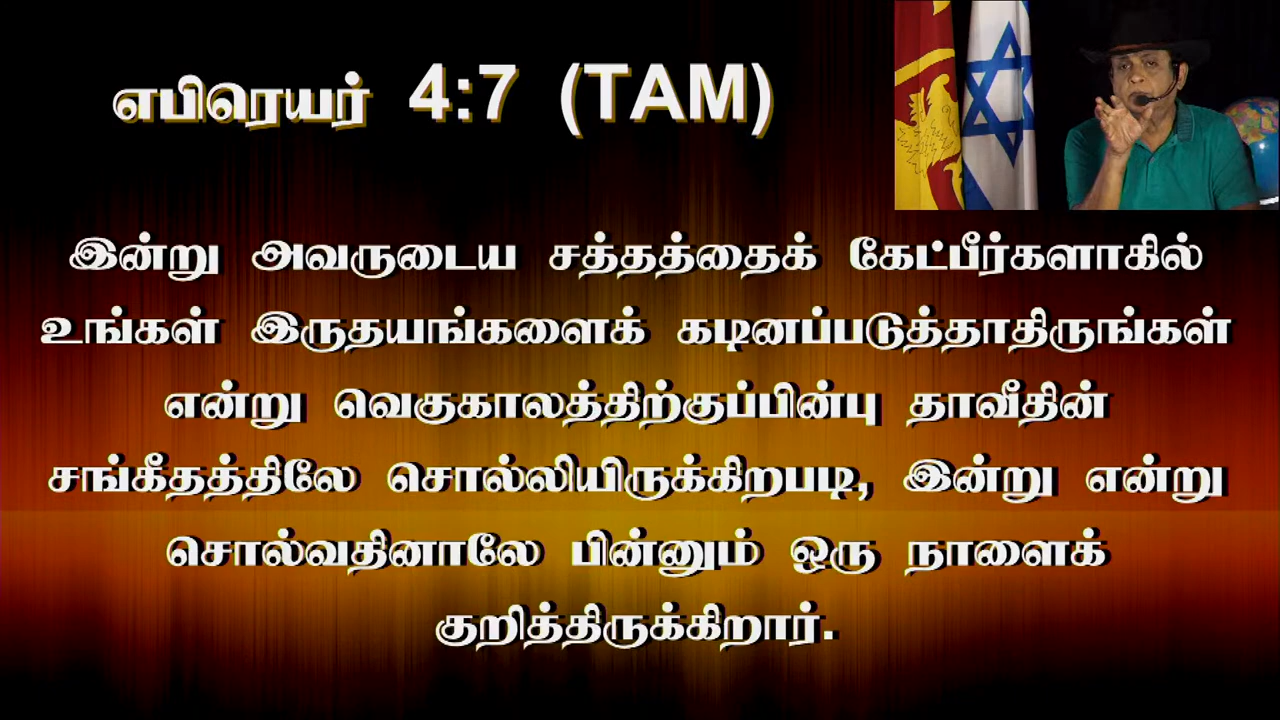 எபிரெயர் 4:7 (TAM)
இன்று அவருடைய சத்தத்தைக் கேட்பீர்களாகில்
உங்கள் இருதயங்களைக் கடினப்படுத்தாதிருங்கள்
என்று வெகுகாலத்திற்குப்பின்பு தாவீதின்
சங்கீதத்திலே சொல்லியிருக்கிறபடி, இன்று என்று
சொல்வதினாலே பின்னும் ஒரு நாளைக்
குறித்திருக்கிறார்.